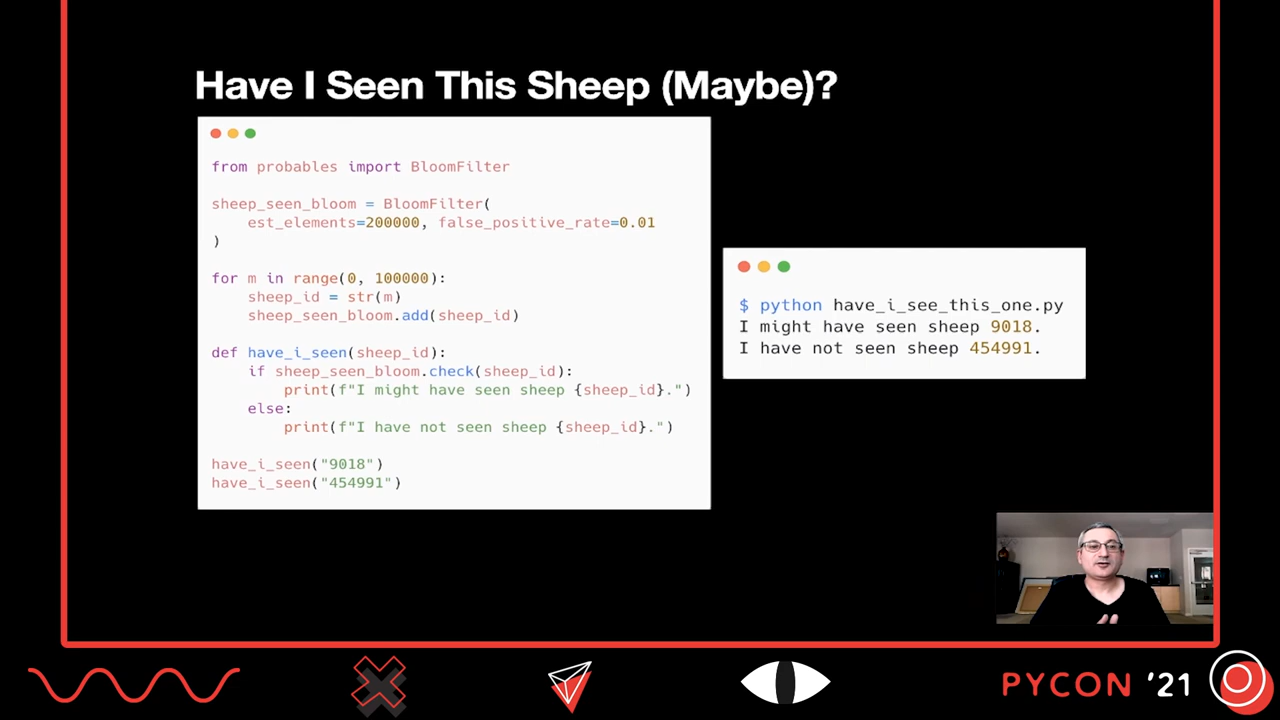 Have I Seen This Sheep (Maybe)?
from probables import BloomFilter
sheep_seen_bloom = BloomFilter(
    est_elements=200000, false_positive_rate=0.01
)
for m in range(0, 100000):
    sheep_id = str(m)
    sheep_seen_bloom.add(sheep_id)
def have_i_seen(sheep_id):
    if sheep_seen_bloom.check(sheep_id):
        print(f"I might have seen sheep {sheep_id}.")
    else:
        print(f"I have not seen sheep {sheep_id}.")
have_i_seen("9018")
have_i_seen("454991")
$ python have_i_see_this_one.py
I might have seen sheep 9018.
I have not seen sheep 454991.
PYCON '21